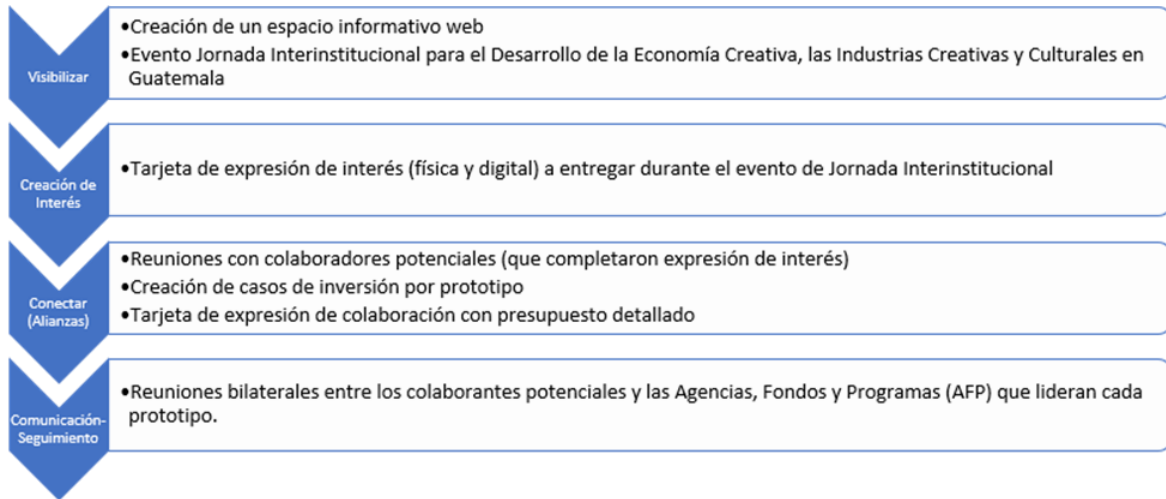 Visibilizar
•Creación de un espacio informativo web
•Evento Jornada Interinstitucional para el Desarrollo de la Economía Creativa, las Industrias Creativas y Culturales en
Guatemala
Creación de
Interés
•Tarjeta de expresión de interés (física y digital) a entregar durante el evento de Jornada Interinstitucional
Conectar
(Alianzas)
•Reuniones con colaboradores potenciales (que completaron expresión de interés)
•Creación de casos de inversión por prototipo
•Tarjeta de expresión de colaboración con presupuesto detallado
Comunicación-
Seguimiento
•Reuniones bilaterales entre los colaborantes potenciales y las Agencias, Fondos y Programas (AFP) que lideran cada
prototipo.